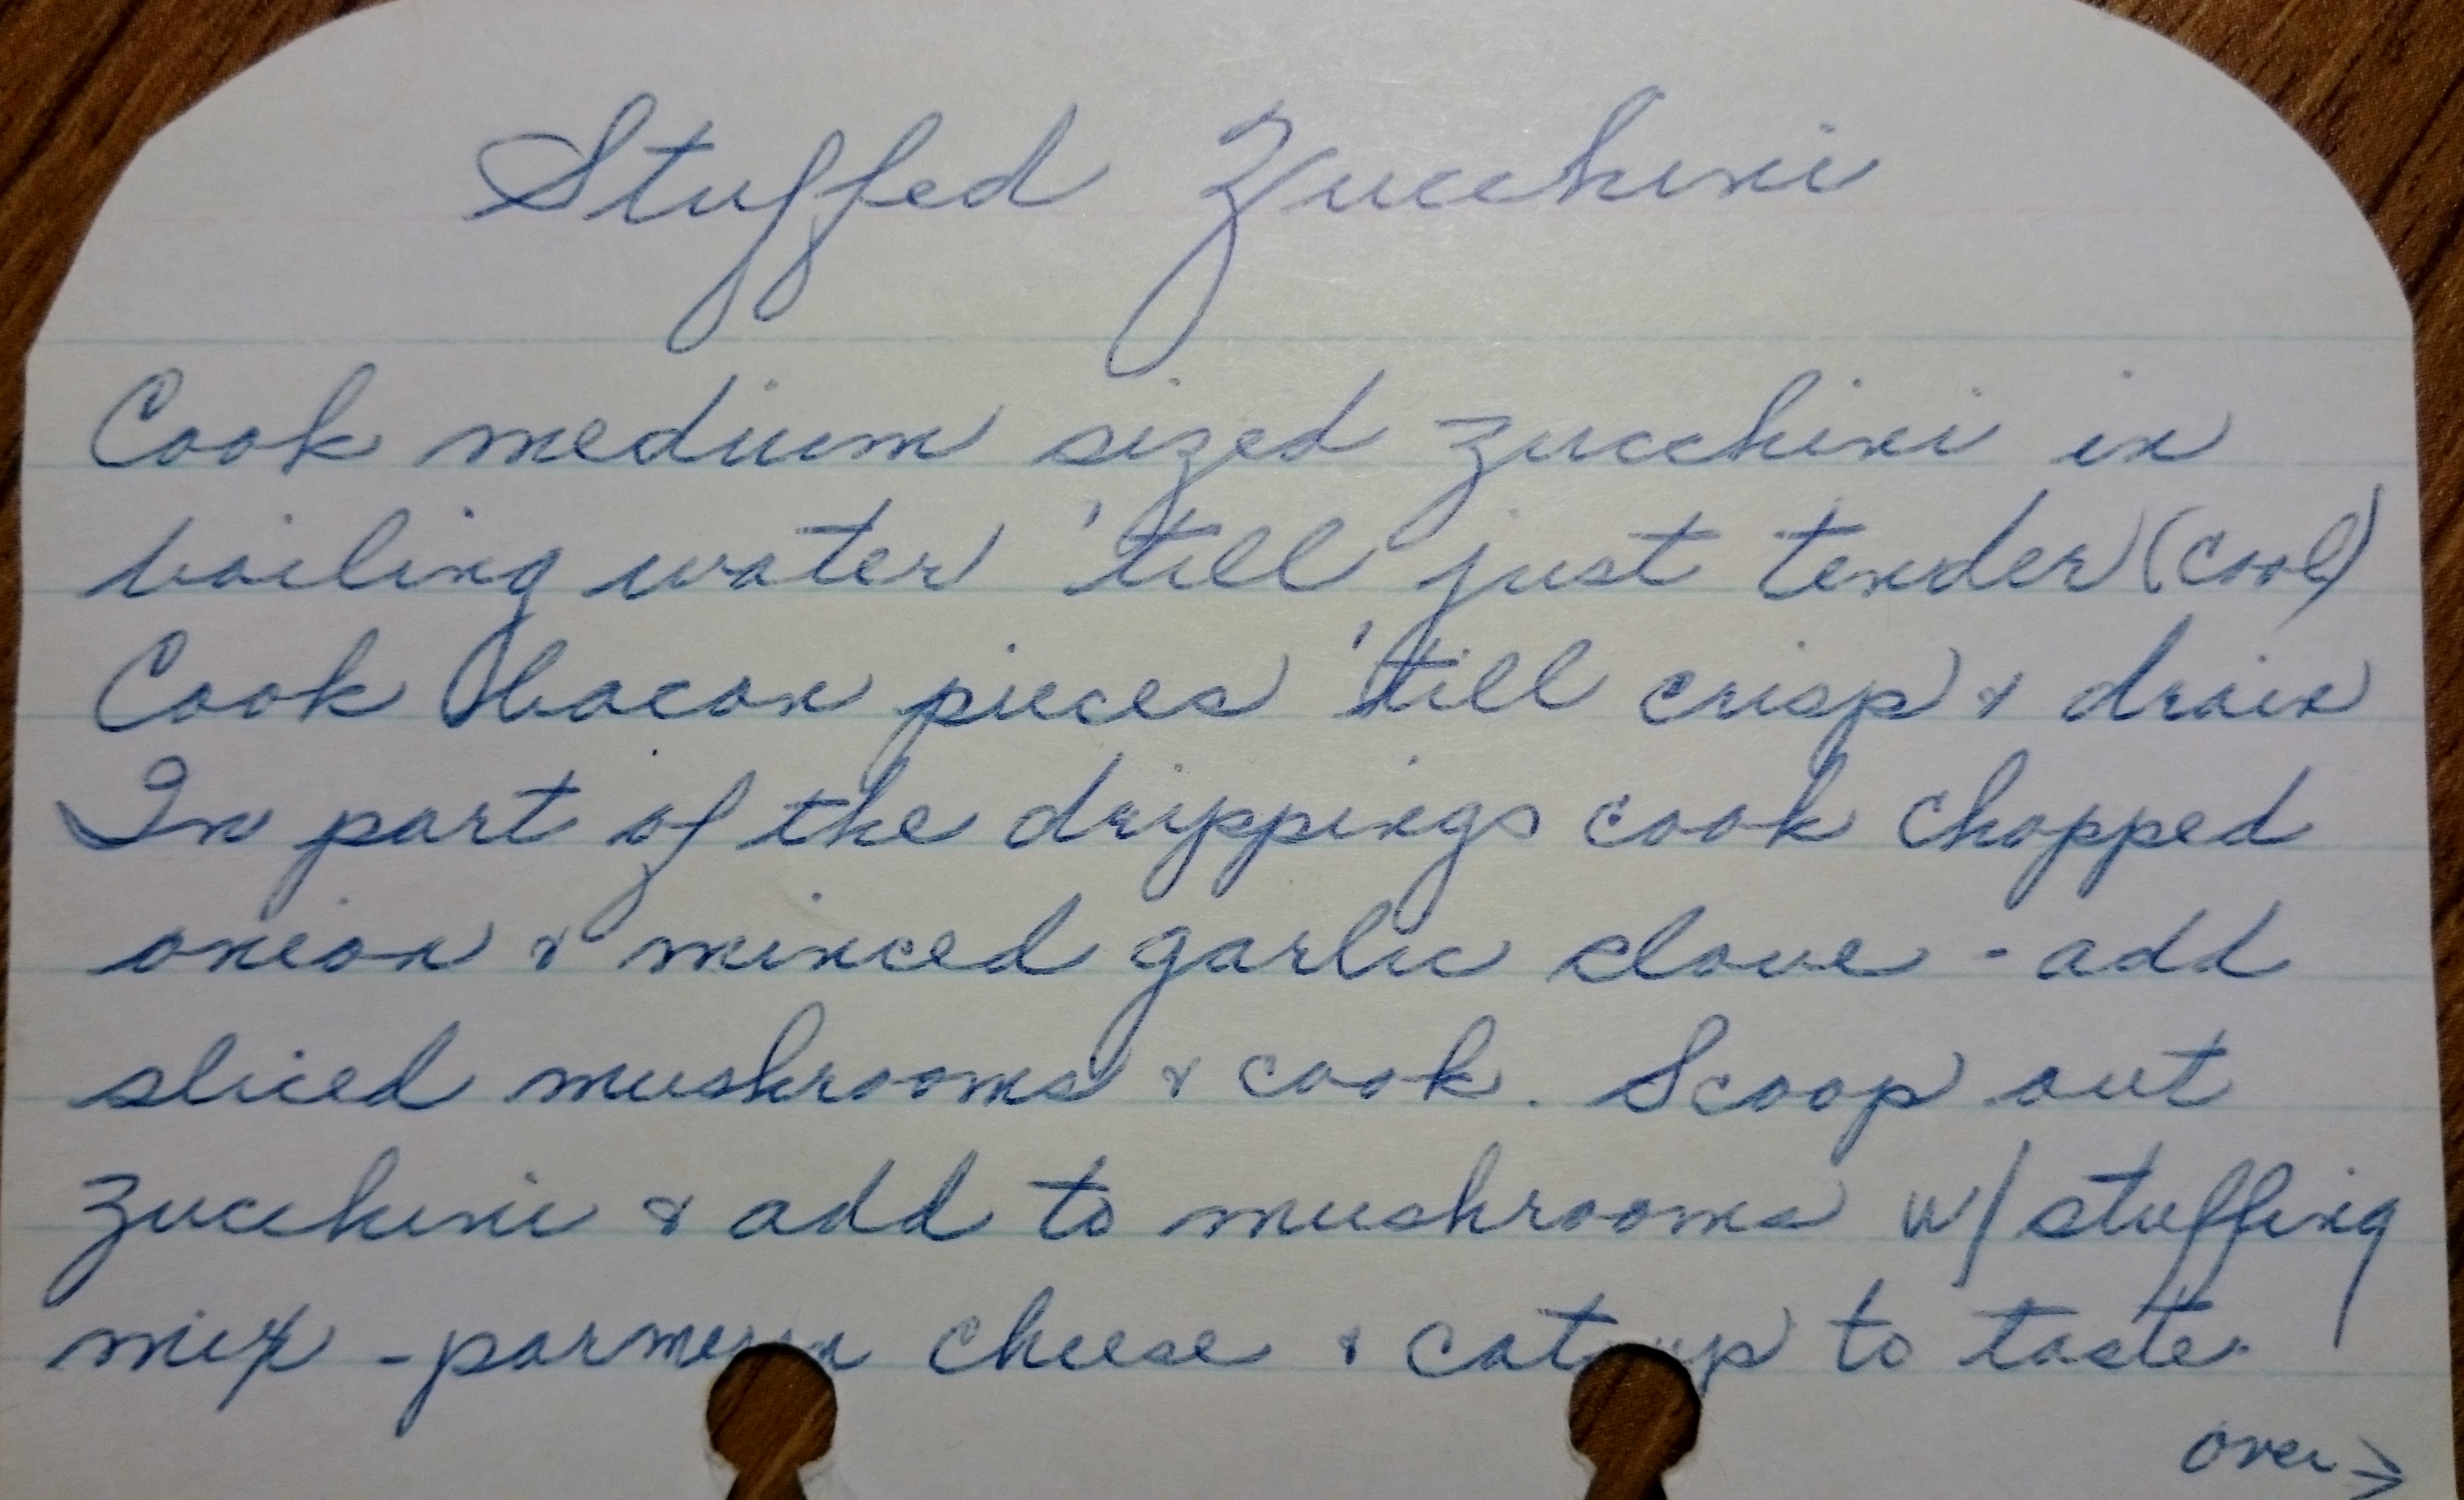 Stuffed Zucchini
Cook medium sized zucchini in
boiling water 'till just tender (cool)
Cook bacon pieces 'till crisp & drain
In part of the drippings cook chopped
onion & minced garlic clove - add
sliced mushrooms & cook. Scoop out
zucchini & add to mushrooms w/ stuffing
mix - parmesan cheese & catsup to taste.
over →